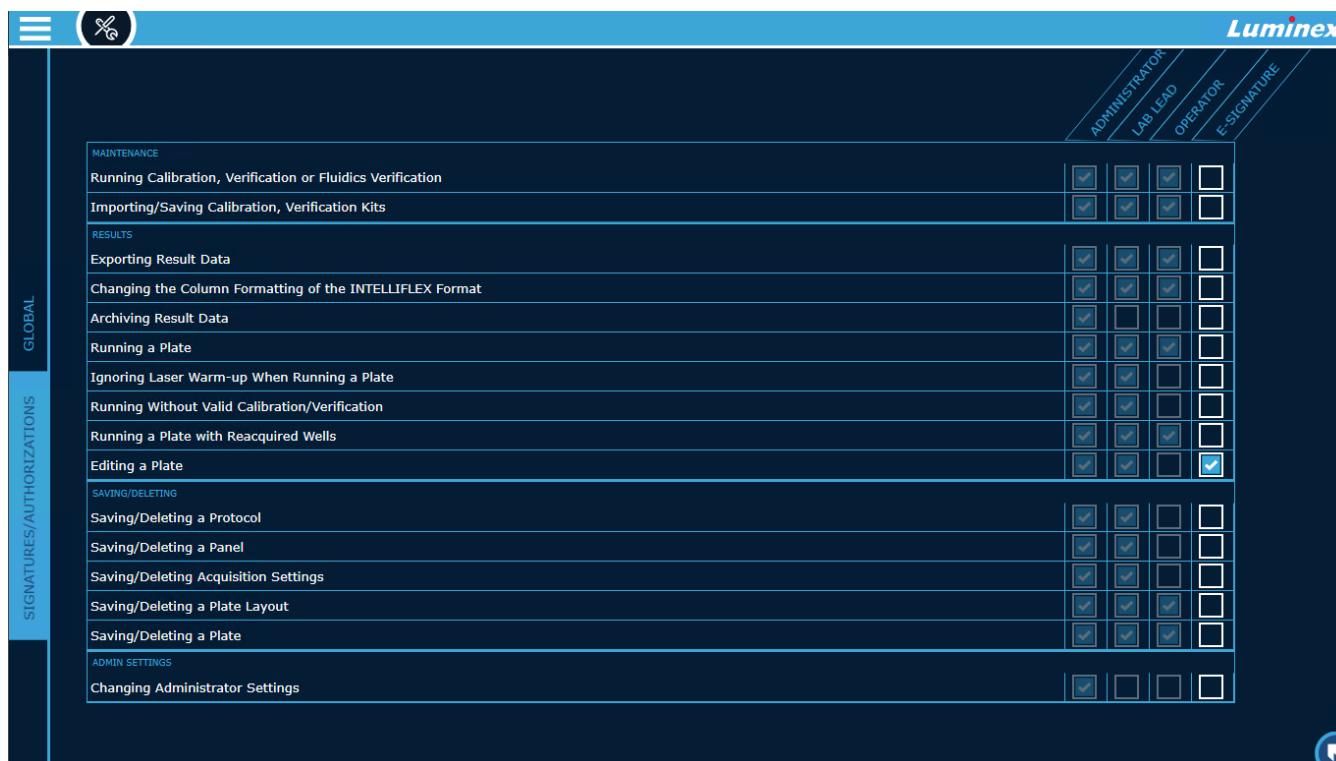 Luminex
ADMINISTRATOR
LAB LEAD
OPERATOR
E-SIGNATURE
MAINTENANCE
Running Calibration, Verification or Fluidics Verification
Importing/Saving Calibration, Verification Kits
RESULTS
Exporting Result Data
Changing the Column Formatting of the INTELLIFLEX Format
Archiving Result Data
Running a Plate
Ignoring Laser Warm-up When Running a Plate
Running Without Valid Calibration/Verification
Running a Plate with Reacquired Wells
Editing a Plate
SAVING/DELETING
Saving/Deleting a Protocol
Saving/Deleting a Panel
Saving/Deleting Acquisition Settings
Saving/Deleting a Plate Layout
Saving/Deleting a Plate
ADMIN SETTINGS
Changing Administrator Settings
GLOBAL
SIGNATURES/AUTHORIZATIONS